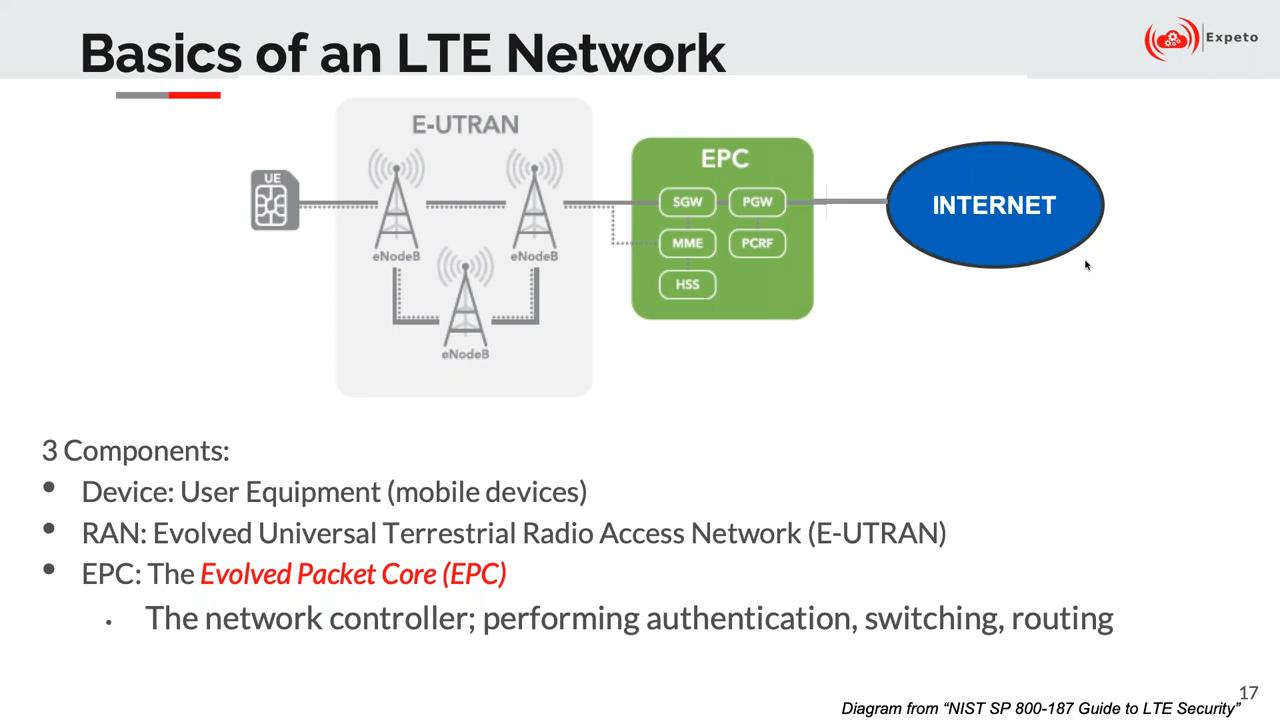 Basics of an LTE Network
Expeto
E-UTRAN
UE
eNodeB
eNodeB
eNodeB
EPC
SGW
PGW
MME
PCRF
HSS
INTERNET
3 Components:
• Device: User Equipment (mobile devices)
• RAN: Evolved Universal Terrestrial Radio Access Network (E-UTRAN)
• EPC: The Evolved Packet Core (EPC)
• The network controller; performing authentication, switching, routing
17
Diagram from “NIST SP 800-187 Guide to LTE Security”